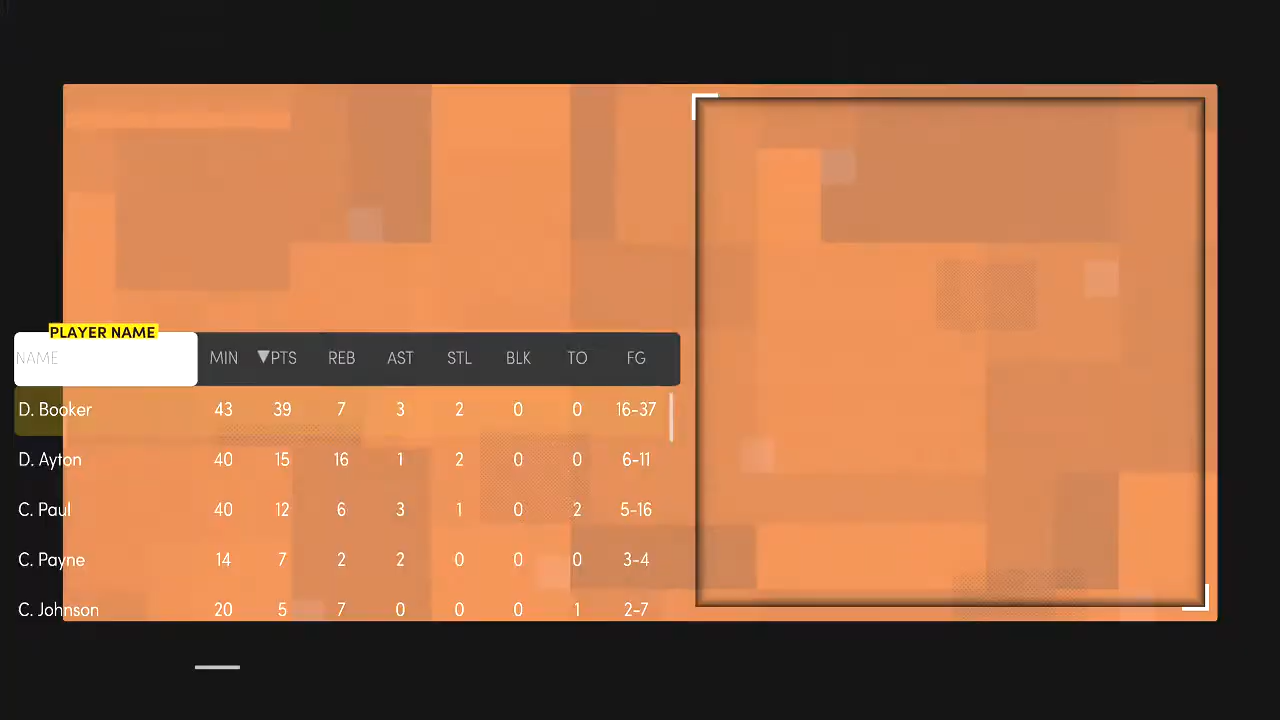 PLAYER NAME
NAME MIN ▼PTS REB AST STL BLK TO FG
D. Booker 43 39 7 3 2 0 0 16-37
D. Ayton 40 15 16 1 2 0 0 6-11
C. Paul 40 12 6 3 1 0 2 5-16
C. Payne 14 7 2 2 0 0 0 3-4
C. Johnson 20 5 7 0 0 0 1 2-7